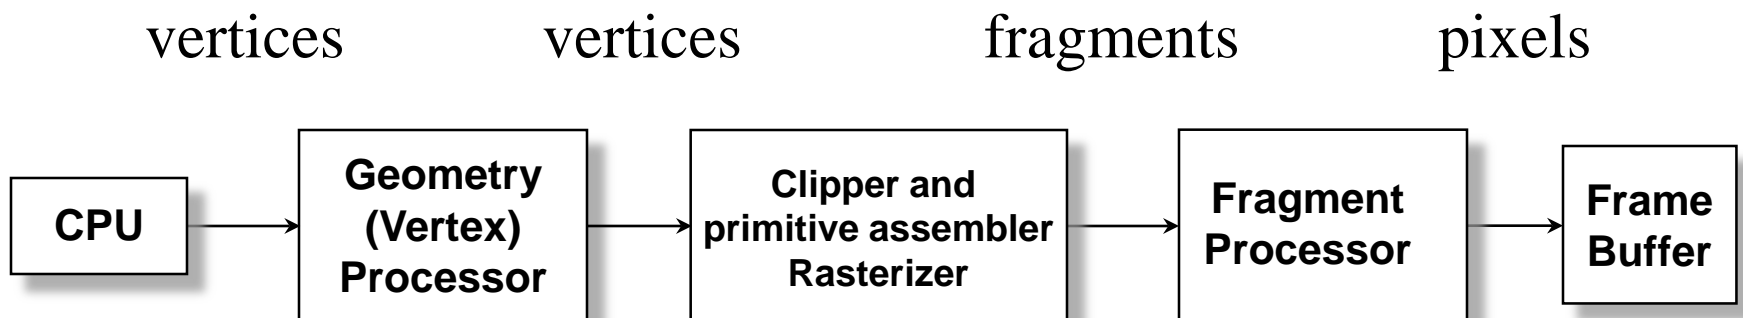 vertices vertices fragments pixels
CPU
Geometry
(Vertex)
Processor
Clipper and
primitive assembler
Rasterizer
Fragment
Processor
Frame
Buffer